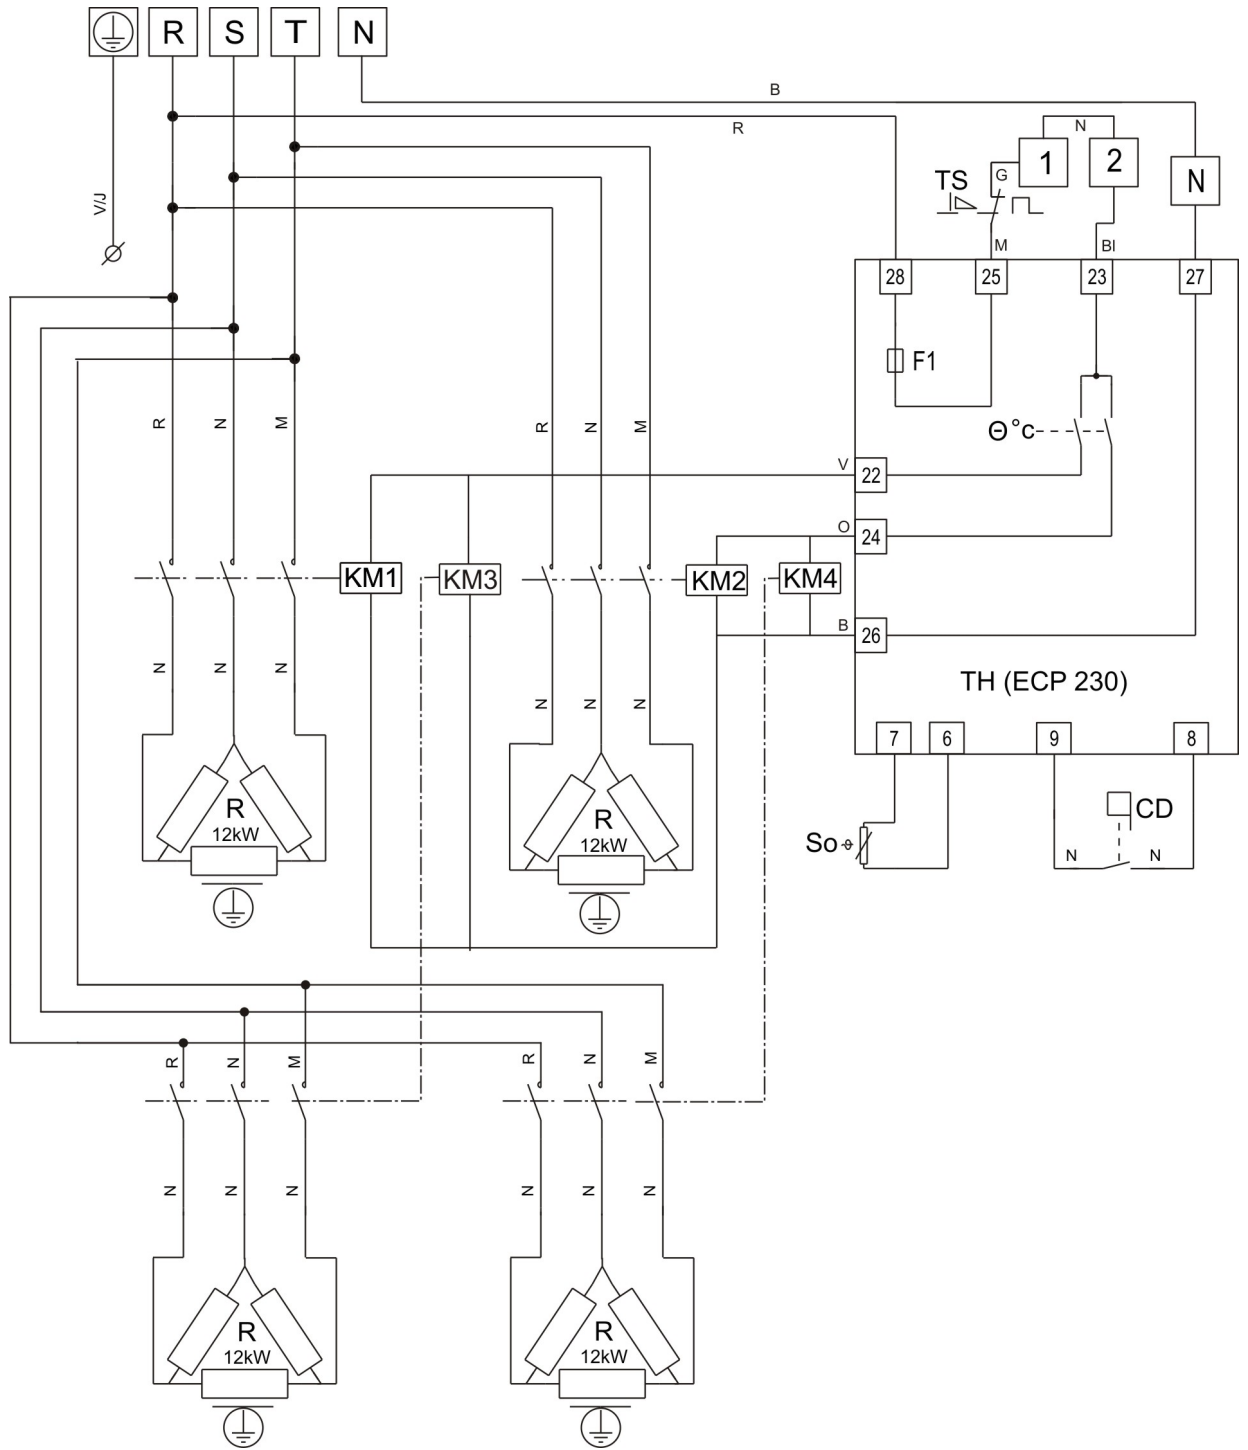 R S T N
B
R
N
1 2
N
TS
G
V/J
M
Bl
28 25 23 27
F1
R N M
R N M
Θ°c
V
22
O
24
KM1 KM3 KM2 KM4
B
26
N N N
N N N
TH (ECP 230)
7 6 9 8
R
12kW
R
12kW
So
CD
N N
R N M
R N M
N N N
N N N
R
12kW
R
12kW